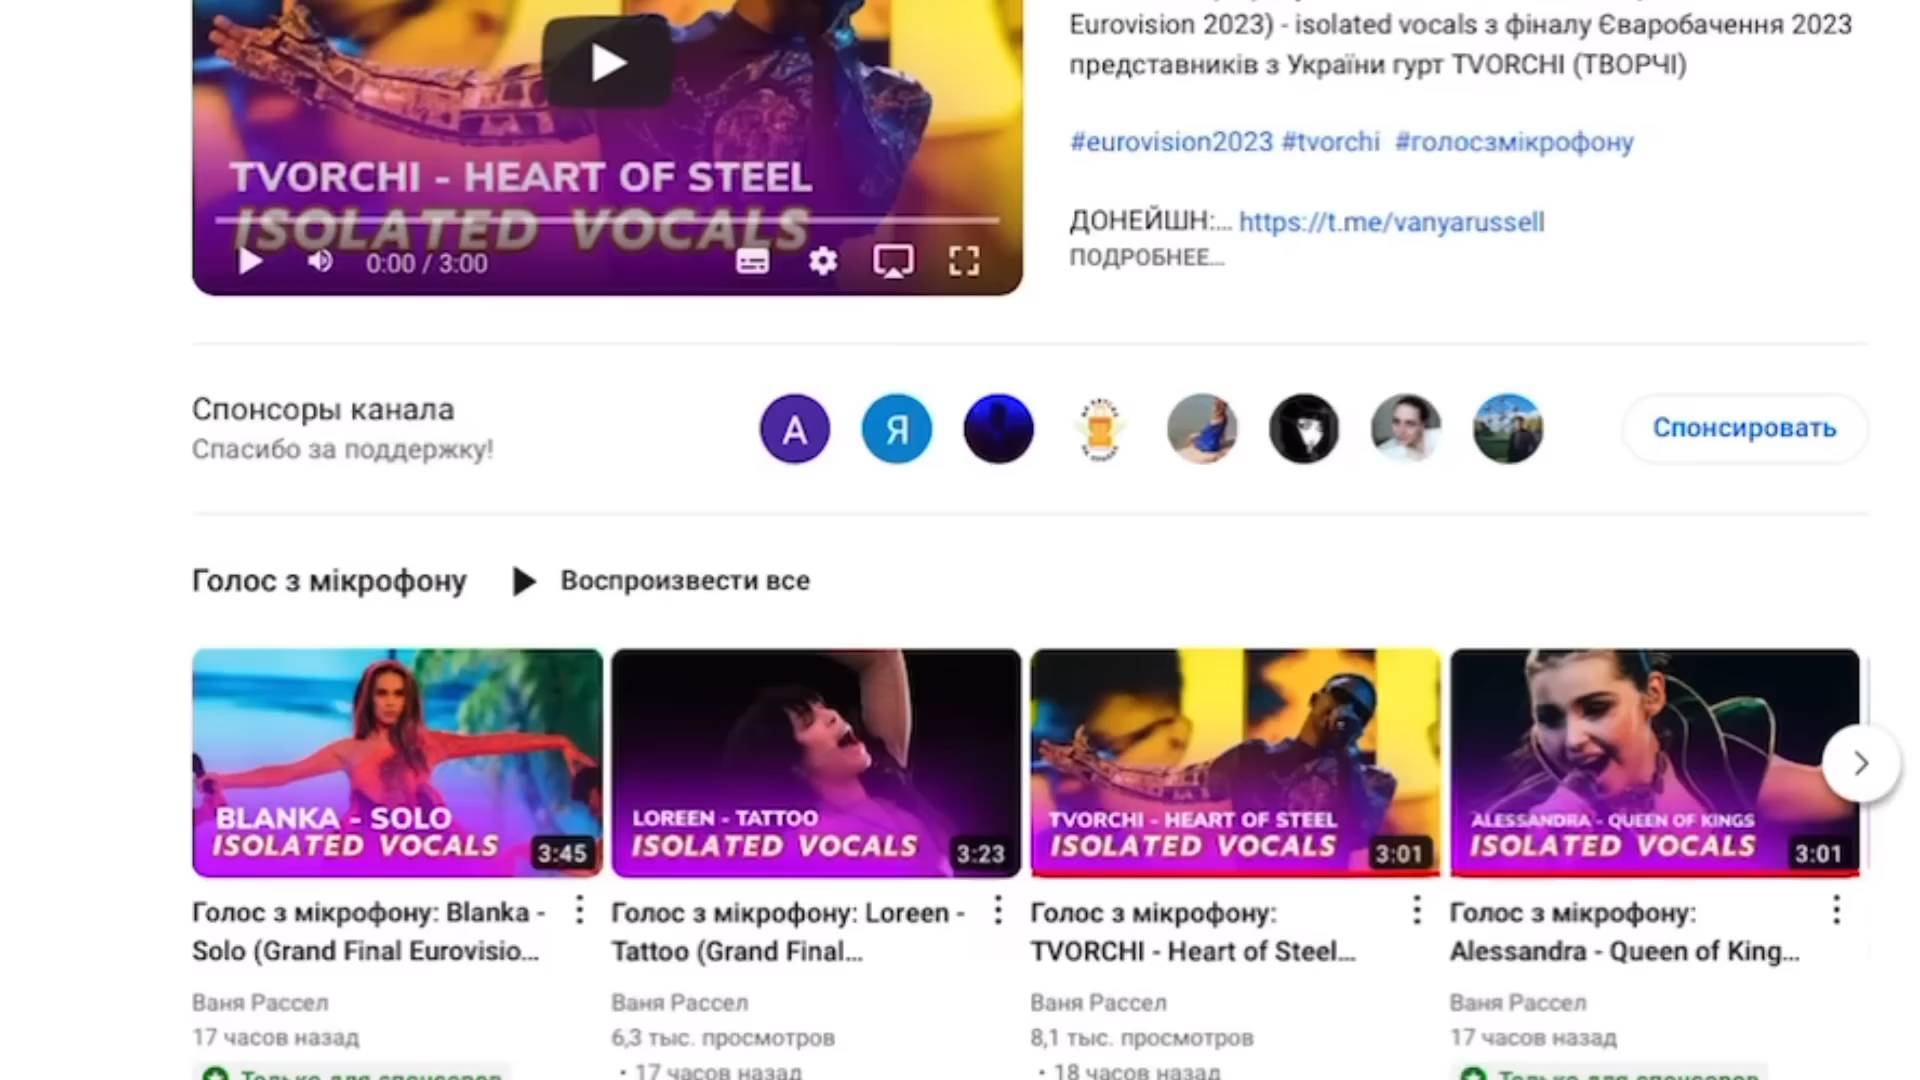 Eurovision 2023) - isolated vocals з фіналу Євробачення 2023
представників з України гурт TVORCHI (ТВОРЧІ)
#eurovision2023 #tvorchi #голосзмікрофону
ДОНЕЙШН:... https://t.me/vanyarussell
ПОДРОБНЕЕ...
TVORCHI - HEART OF STEEL
ISOLATED VOCALS
0:00 / 3:00
Спонсоры канала
Спасибо за поддержку!
А
Я
Спонсировать
Голос з мікрофону
Воспроизвести все
BLANKA - SOLO
ISOLATED VOCALS
3:45
LOREEN - TATTOO
ISOLATED VOCALS
3:23
TVORCHI - HEART OF STEEL
ISOLATED VOCALS
3:01
ALESSANDRA - QUEEN OF KINGS
ISOLATED VOCALS
3:01
Голос з мікрофону: Blanka -
Solo (Grand Final Eurovisio...
Ваня Рассел
17 часов назад
Только для спонсоров
Голос з мікрофону: Loreen -
Tattoo (Grand Final...
Ваня Рассел
6,3 тыс. просмотров
• 17 часов назад
Голос з мікрофону:
TVORCHI - Heart of Steel...
Ваня Рассел
8,1 тыс. просмотров
• 18 часов назад
Голос з мікрофону:
Alessandra - Queen of King...
Ваня Рассел
17 часов назад
Только для спонсоров